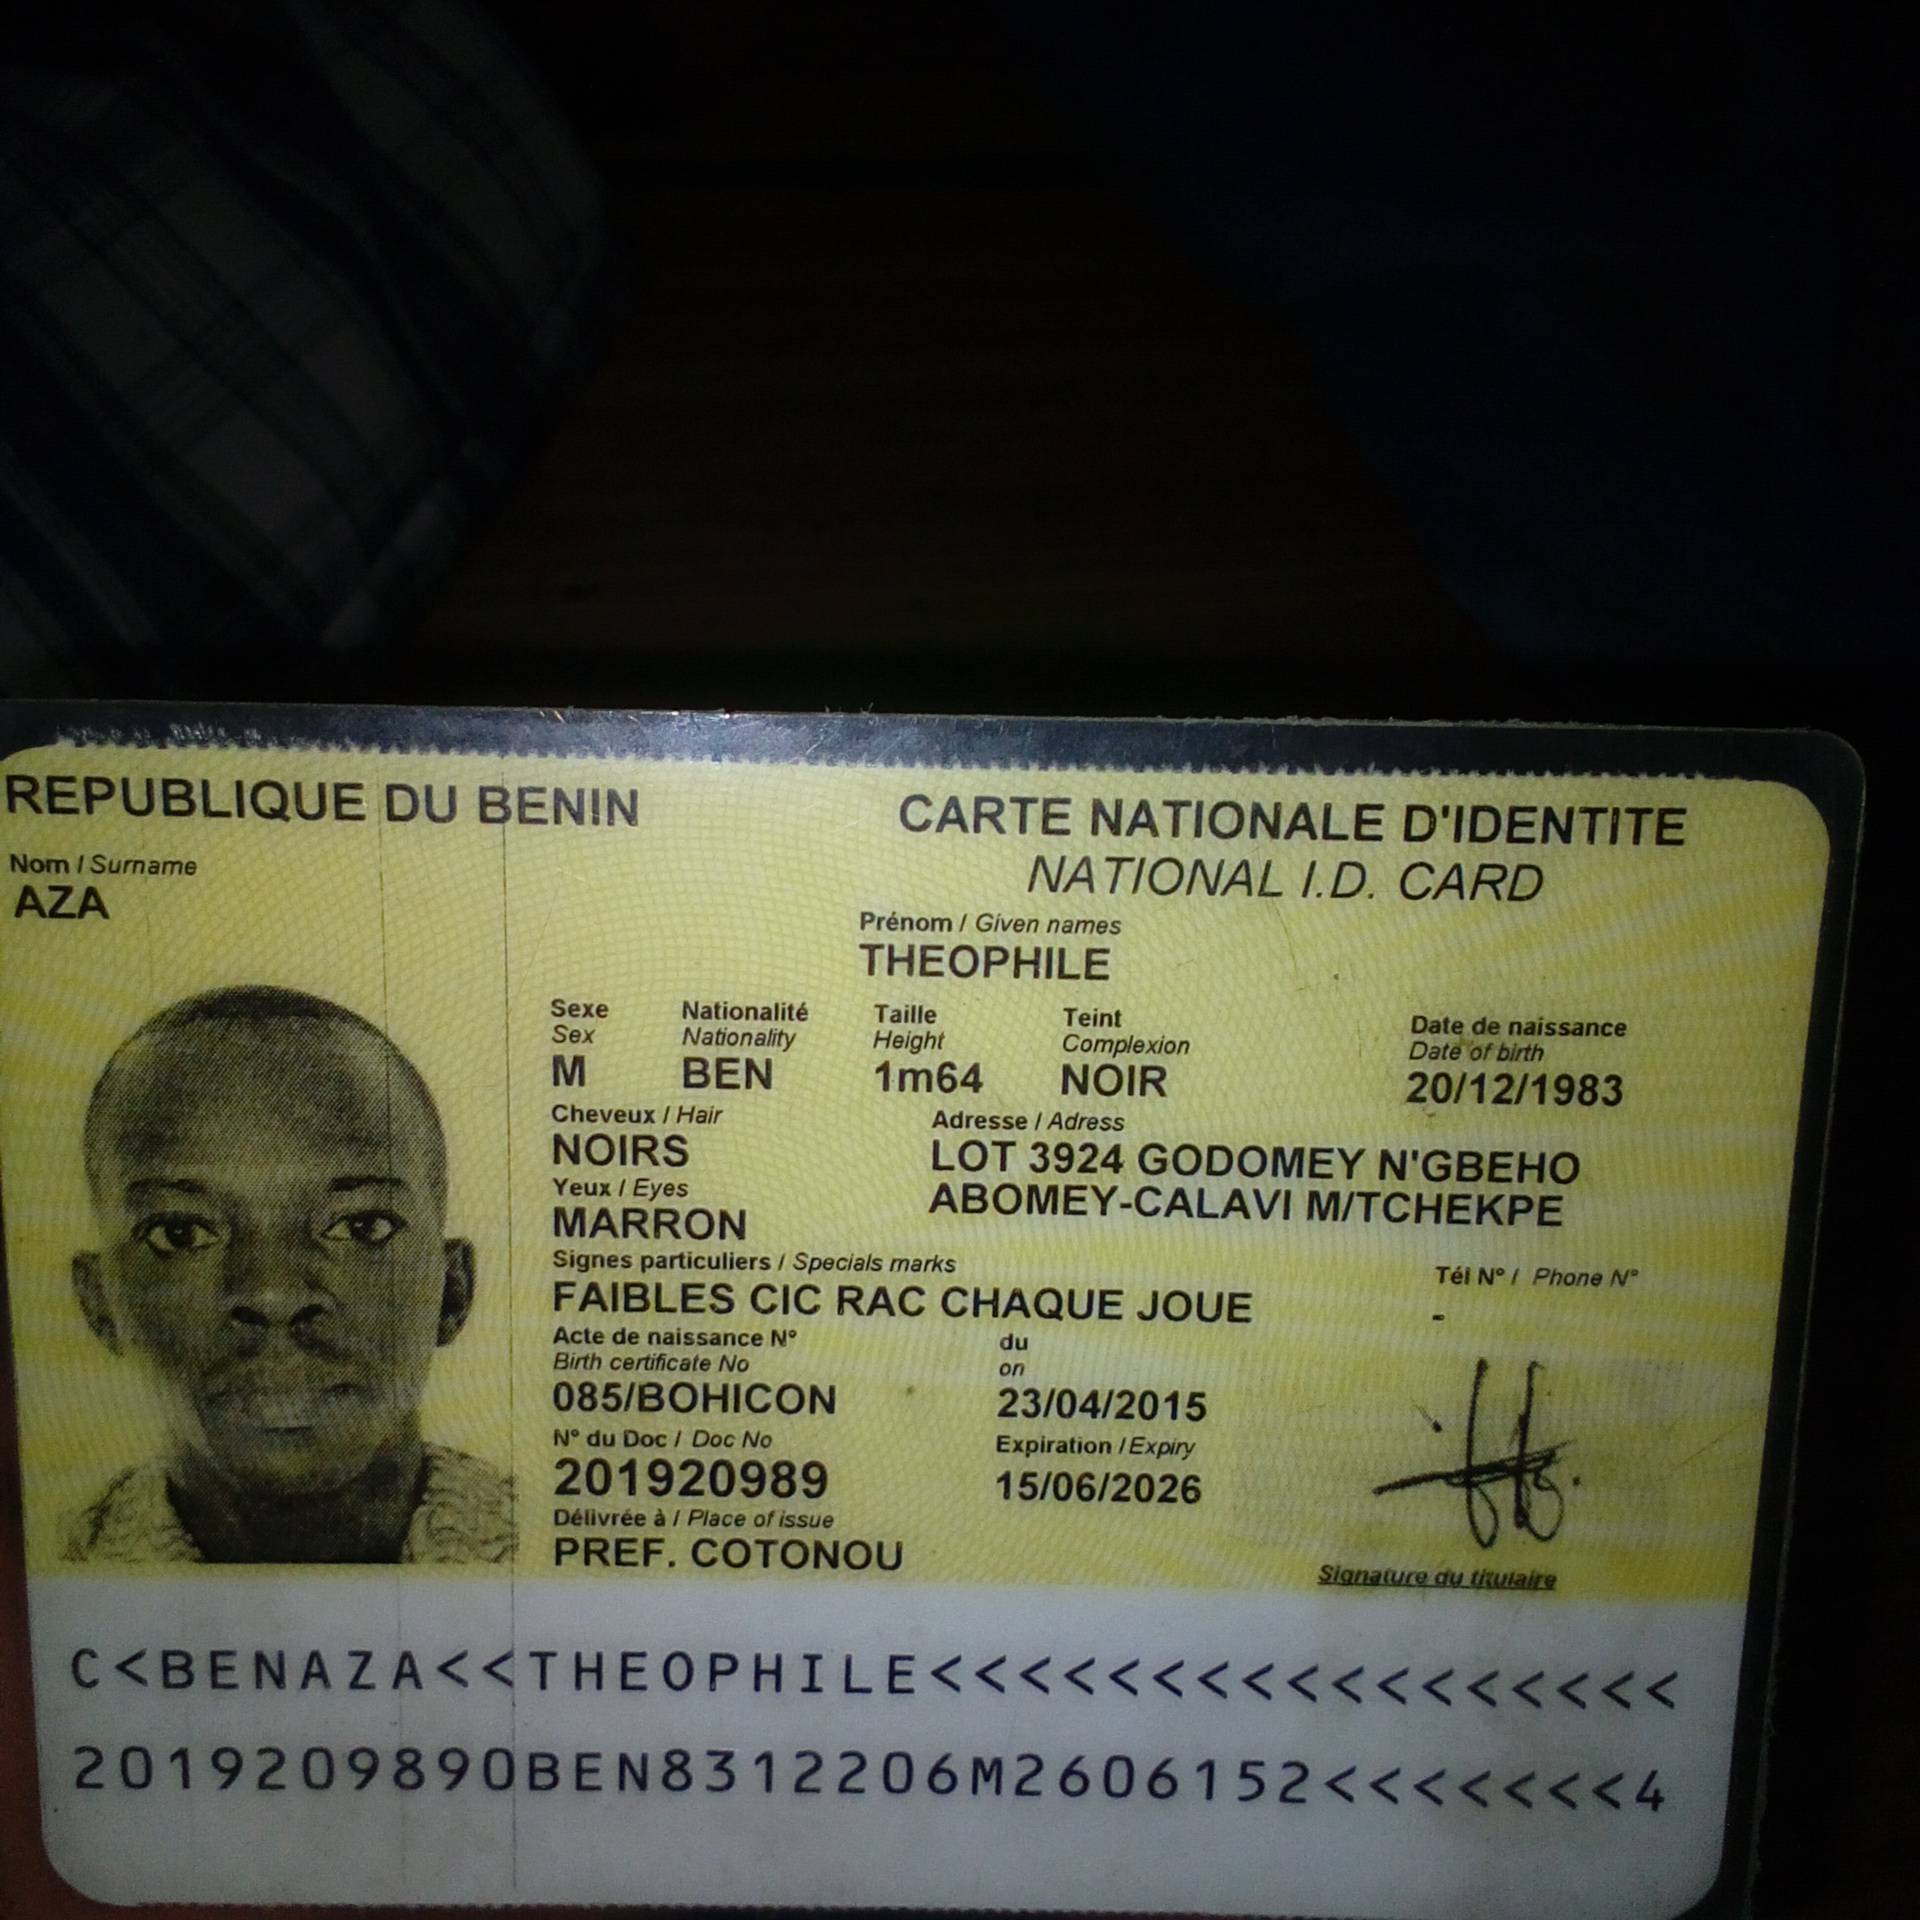 REPUBLIQUE DU BENIN
CARTE NATIONALE D'IDENTITE
NATIONAL I.D. CARD
Nom / Surname
AZA
Prénom / Given names
THEOPHILE
Sexe Nationalité Taille Teint Date de naissance
Sex Nationality Height Complexion Date of birth
M BEN 1m64 NOIR 20/12/1983
Cheveux / Hair Adresse / Adress
NOIRS LOT 3924 GODOMEY N'GBEHO
Yeux / Eyes ABOMEY-CALAVI M/TCHEKPE
MARRON
Signes particuliers / Specials marks Tél N° / Phone N°
FAIBLES CIC RAC CHAQUE JOUE -
Acte de naissance N° du
Birth certificate No on
085/BOHICON 23/04/2015
N° du Doc / Doc No Expiration / Expiry
201920989 15/06/2026
Délivrée à / Place of issue
PREF. COTONOU
Signature du titulaire
C<BENAZA<<THEOPHILE<<<<<<<<<<<<<<<<<
2019209890BEN8312206M2606152<<<<<<<4